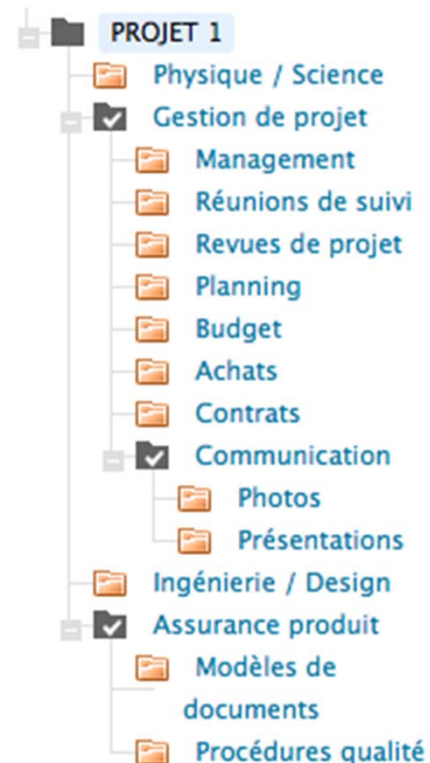 PROJET 1
Physique / Science
Gestion de projet
Management
Réunions de suivi
Revues de projet
Planning
Budget
Achats
Contrats
Communication
Photos
Présentations
Ingénierie / Design
Assurance produit
Modèles de
documents
Procédures qualité